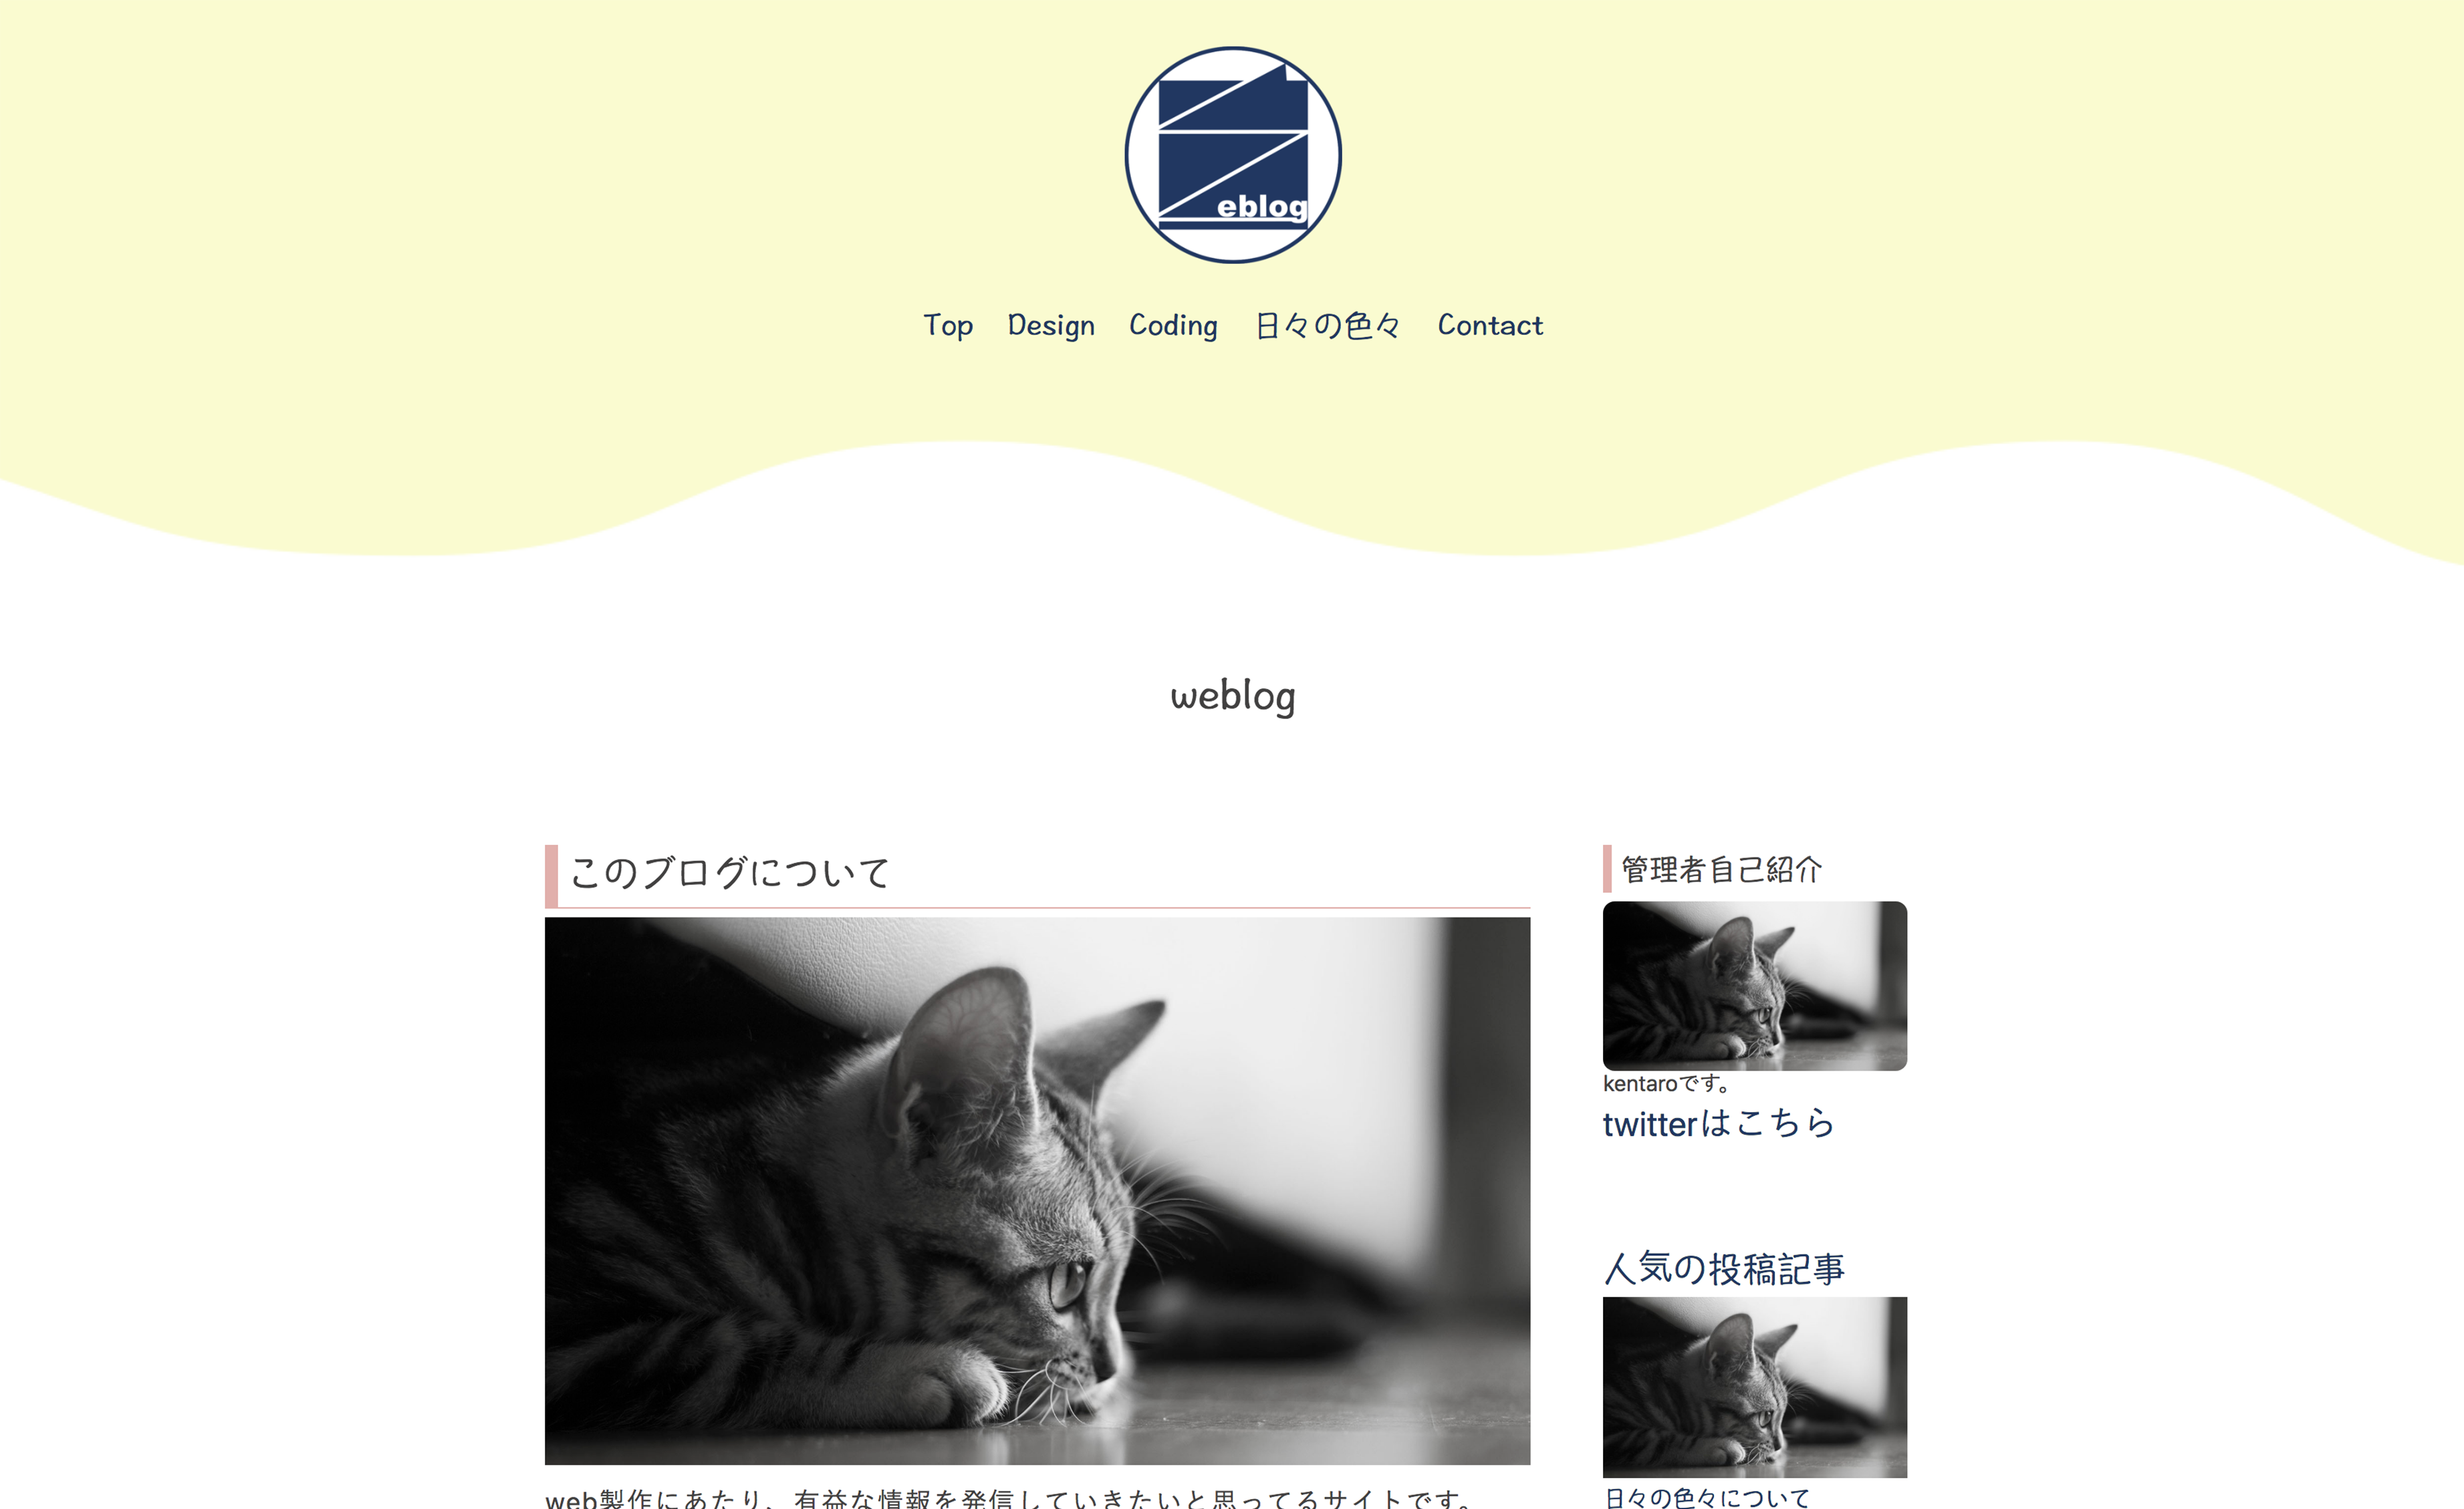 eblog
Top Design Coding 日々の色々 Contact
weblog
このブログについて
web製作にあたり、有益な情報を発信していきたいと思ってるサイトです。
管理者自己紹介
kentaroです。
twitterはこちら
人気の投稿記事
日々の色々について